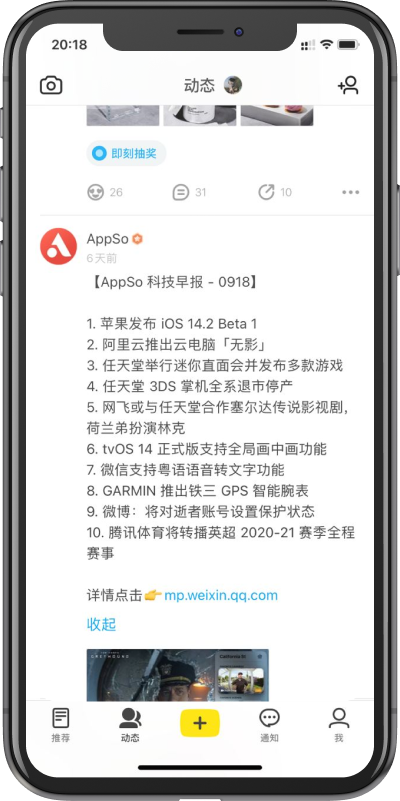 20:18
动态
即刻抽奖
26
31
10
AppSo
6天前
【AppSo 科技早报 - 0918】
1. 苹果发布 iOS 14.2 Beta 1
2. 阿里云推出云电脑「无影」
3. 任天堂举行迷你直面会并发布多款游戏
4. 任天堂 3DS 掌机全系退市停产
5. 网飞或与任天堂合作塞尔达传说影视剧，
荷兰弟扮演林克
6. tvOS 14 正式版支持全局画中画功能
7. 微信支持粤语语音转文字功能
8. GARMIN 推出铁三 GPS 智能腕表
9. 微博：将对逝者账号设置保护状态
10. 腾讯体育将转播英超 2020-21 赛季全程
赛事
详情点击👉mp.weixin.qq.com
收起
推荐
动态
通知
我